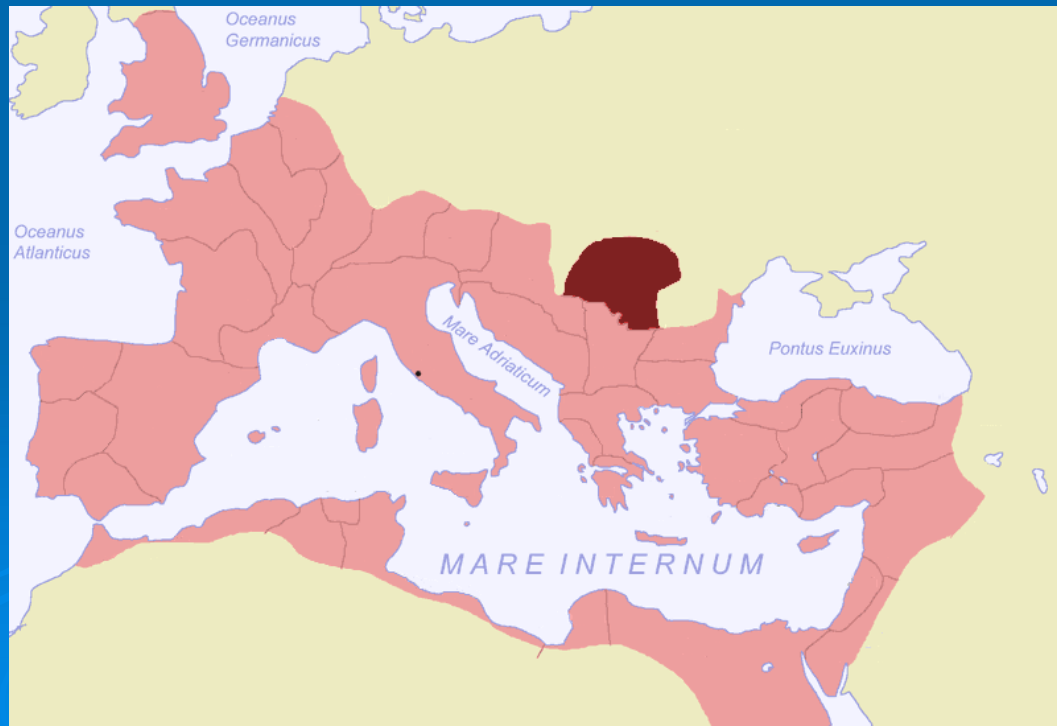 Oceanus
Germanicus
Oceanus
Atlanticus
Mare Adriaticum
Pontus Euxinus
MARE INTERNUM